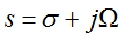 s = σ + jΩ